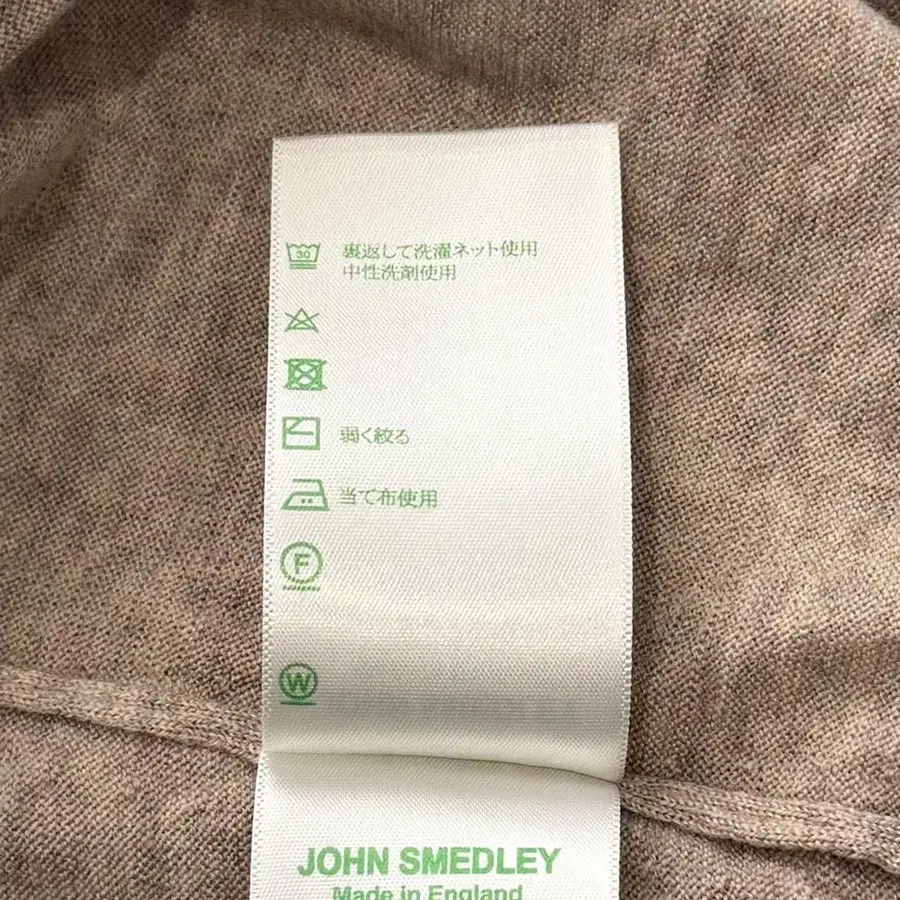 30
裏返して洗濯ネット使用
中性洗剤使用
弱く絞る
当て布使用
F
W
JOHN SMEDLEY
Made in England